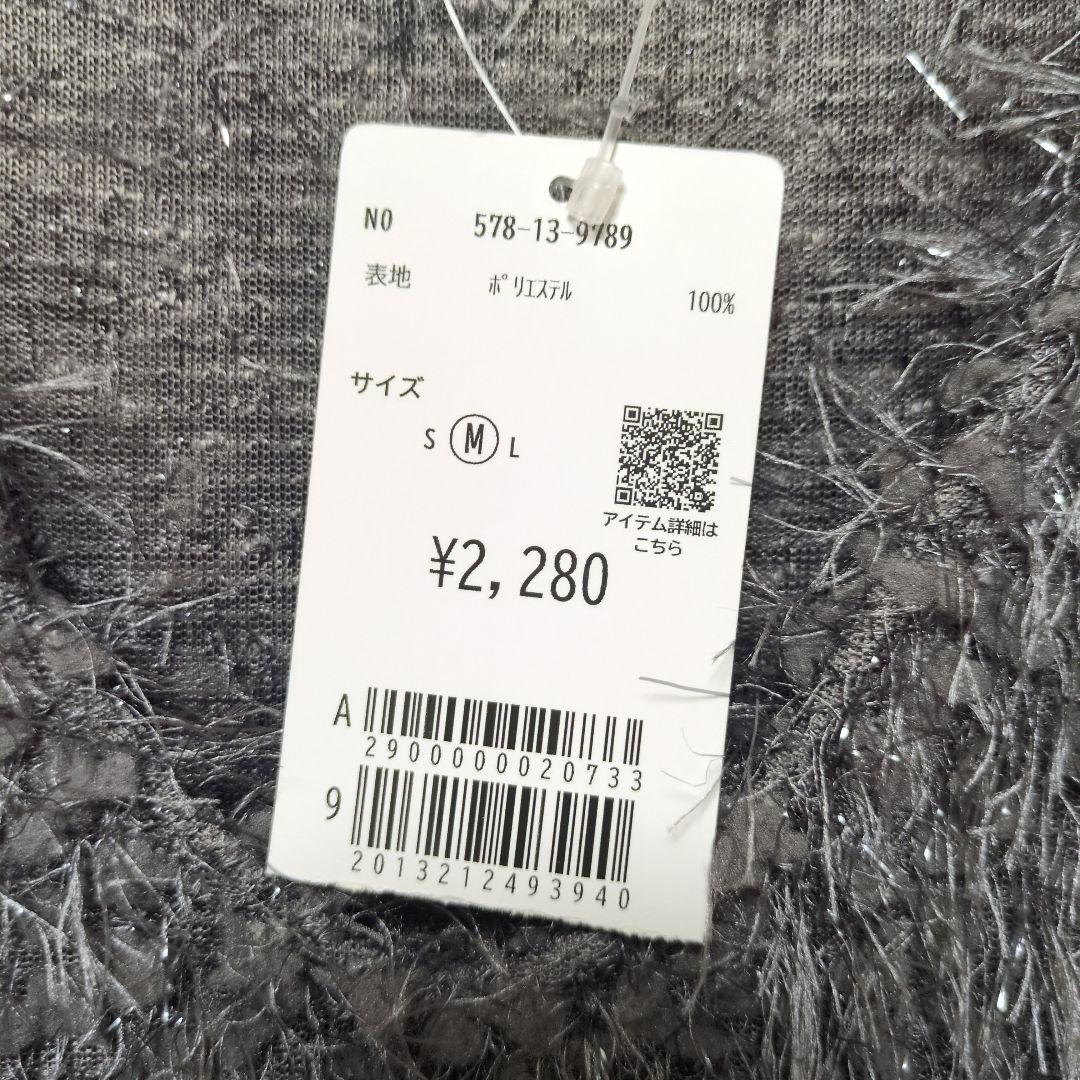 NO 578-13-9789
表地 ﾎﾟﾘｴｽﾃﾙ 100%
サイズ
S M L
アイテム詳細は
こちら
¥2,280
A
2900000020733
9
2013212493940